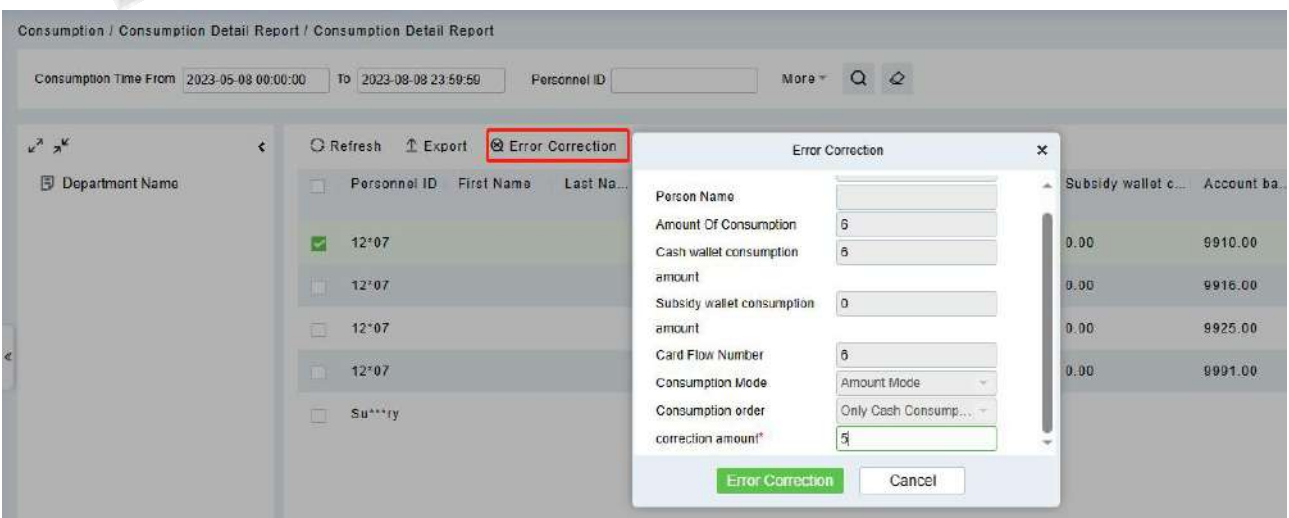 Consumption / Consumption Detail Report / Consumption Detail Report
Consumption Time From 2023-05-08 00:00:00 To 2023-08-08 23:59:59 Personnel ID More
Refresh Export Error Correction
Department Name
Personnel ID First Name Last Na... Subsidy wallet c... Account ba...
12*07 0.00 9910.00
12*07 0.00 9916.00
12*07 0.00 9925.00
12*07 0.00 9991.00
Su***ry
Error Correction
Person Name
Amount Of Consumption 6
Cash wallet consumption 6
amount
Subsidy wallet consumption 0
amount
Card Flow Number 6
Consumption Mode Amount Mode
Consumption order Only Cash Consump...
correction amount* 5
Error Correction Cancel